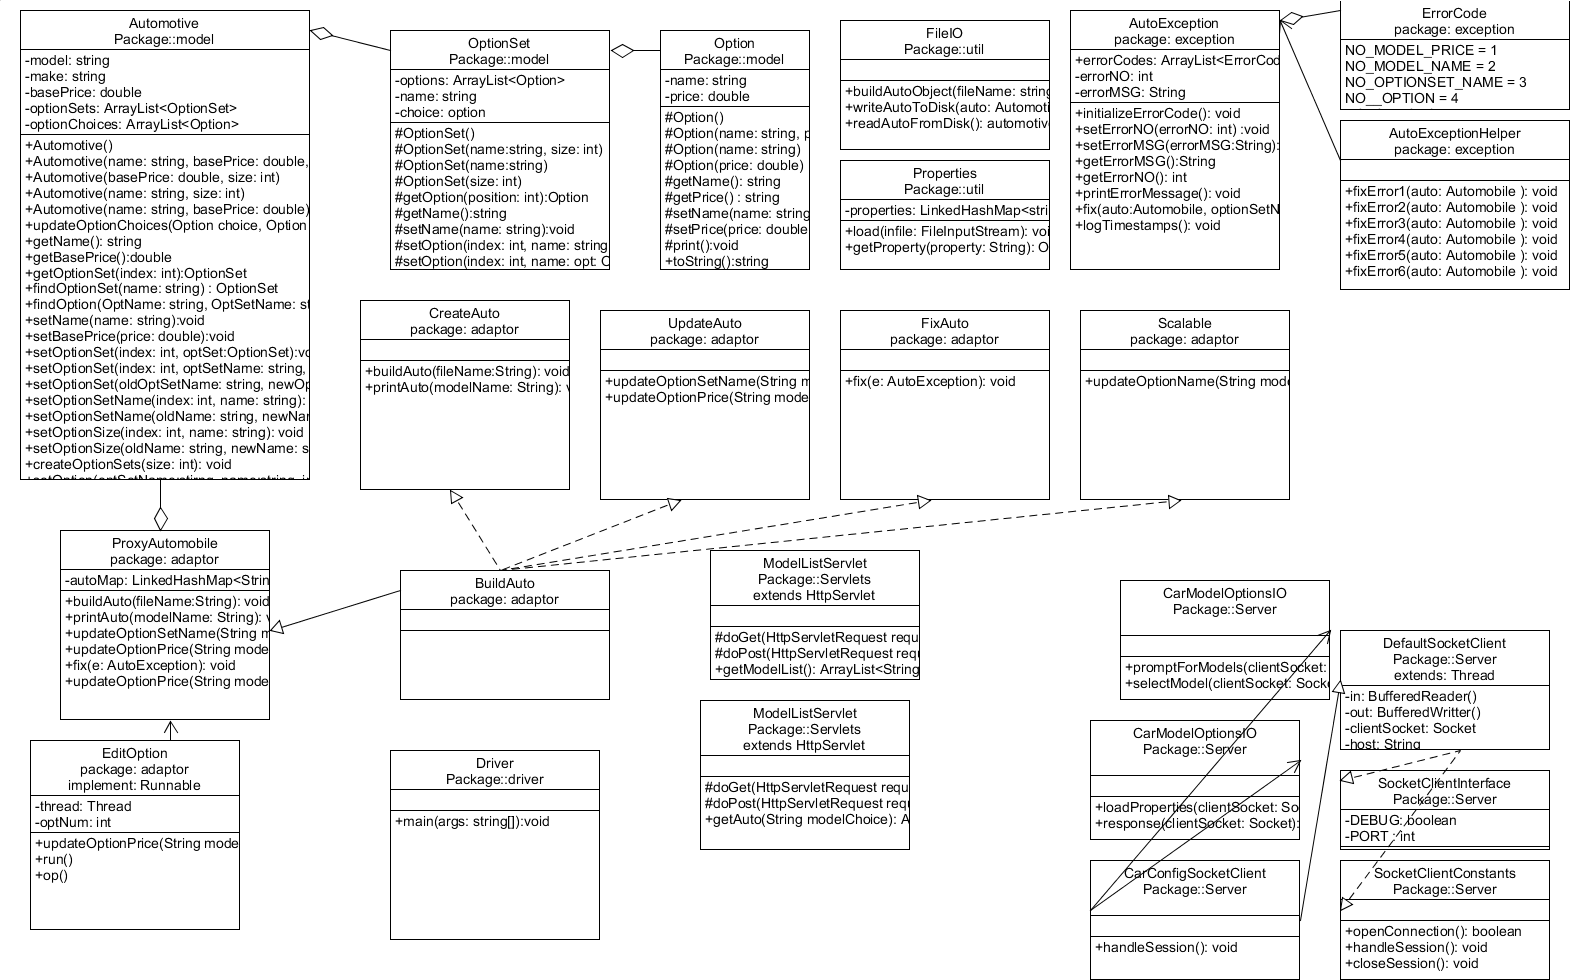 Automotive
Package::model
-model: string
-make: string
-basePrice: double
-optionSets: ArrayList<OptionSet>
-optionChoices: ArrayList<Option>
+Automotive()
+Automotive(name: string, basePrice: double,
+Automotive(basePrice: double, size: int)
+Automotive(name: string, size: int)
+Automotive(name: string, basePrice: double)
+updateOptionChoices(Option choice, Option
+getName(): string
+getBasePrice():double
+getOptionSet(index: int):OptionSet
+findOptionSet(name: string) : OptionSet
+findOption(OptName: string, OptSetName: st
+setName(name: string):void
+setBasePrice(price: double):void
+setOptionSet(index: int, optSet:OptionSet):vo
+setOptionSet(index: int, optSetName: string,
+setOptionSet(oldOptSetName: string, newOp
+setOptionSetName(index: int, name: string):
+setOptionSetName(oldName: string, newNar
+setOptionSize(index: int, name: string): void
+setOptionSize(oldName: string, newName: s
+createOptionSets(size: int): void
OptionSet
Package::model
-options: ArrayList<Option>
-name: string
-choice: option
#OptionSet()
#OptionSet(name:string, size: int)
#OptionSet(name:string)
#OptionSet(size: int)
#getOption(position: int):Option
#getName():string
#setName(name: string):void
#setOption(index: int, name: string
#setOption(index: int, name: opt: C
Option
Package::model
-name: string
-price: double
#Option()
#Option(name: string, p
#Option(name: string)
#Option(price: double)
#getName(): string
#getPrice() : string
#setName(name: string
#setPrice(price: double
#print():void
+toString():string
FileIO
Package::util
+buildAutoObject(fileName: string
+writeAutoToDisk(auto: Automoti
+readAutoFromDisk(): automotive
Properties
Package::util
-properties: LinkedHashMap<stri
+load(infile: FileInputStream): voi
+getProperty(property: String): O
AutoException
package: exception
+errorCodes: ArrayList<ErrorCod
-errorNO: int
-errorMSG: String
+initializeErrorCode(): void
+setErrorNO(errorNO: int) :void
+setErrorMSG(errorMSG:String):
+getErrorMSG():String
+getErrorNO(): int
+printErrorMessage(): void
+fix(auto:Automobile, optionSetN
+logTimestamps(): void
ErrorCode
package: exception
NO_MODEL_PRICE = 1
NO_MODEL_NAME = 2
NO_OPTIONSET_NAME = 3
NO__OPTION = 4
AutoExceptionHelper
package: exception
+fixError1(auto: Automobile ): void
+fixError2(auto: Automobile ): void
+fixError3(auto: Automobile ): void
+fixError4(auto: Automobile ): void
+fixError5(auto: Automobile ): void
+fixError6(auto: Automobile ): void
CreateAuto
package: adaptor
+buildAuto(fileName:String): void
+printAuto(modelName: String): v
UpdateAuto
package: adaptor
+updateOptionSetName(String m
+updateOptionPrice(String mode
FixAuto
package: adaptor
+fix(e: AutoException): void
Scalable
package: adaptor
+updateOptionName(String mode
ProxyAutomobile
package: adaptor
-autoMap: LinkedHashMap<Strin
+buildAuto(fileName:String): void
+printAuto(modelName: String): v
+updateOptionSetName(String m
+updateOptionPrice(String mode
+fix(e: AutoException): void
+updateOptionPrice(String mode
BuildAuto
package: adaptor
ModelListServlet
Package::Servlets
extends HttpServlet
#doGet(HttpServletRequest requ
#doPost(HttpServletRequest requ
+getModelList(): ArrayList<String
ModelListServlet
Package::Servlets
extends HttpServlet
#doGet(HttpServletRequest requ
#doPost(HttpServletRequest requ
+getAuto(String modelChoice): A
EditOption
package: adaptor
implement: Runnable
-thread: Thread
-optNum: int
+updateOptionPrice(String mode
+run()
+op()
Driver
Package::driver
+main(args: string[]):void
CarModelOptionsIO
Package::Server
+promptForModels(clientSocket:
+selectModel(clientSocket: Socke
CarModelOptionsIO
Package::Server
+loadProperties(clientSocket: So
+response(clientSocket: Socket):
CarConfigSocketClient
Package::Server
+handleSession(): void
DefaultSocketClient
Package::Server
extends: Thread
-in: BufferedReader()
-out: BufferedWritter()
-clientSocket: Socket
-host: String
SocketClientInterface
Package::Server
-DEBUG: boolean
-PORT : int
SocketClientConstants
Package::Server
+openConnection(): boolean
+handleSession(): void
+closeSession(): void